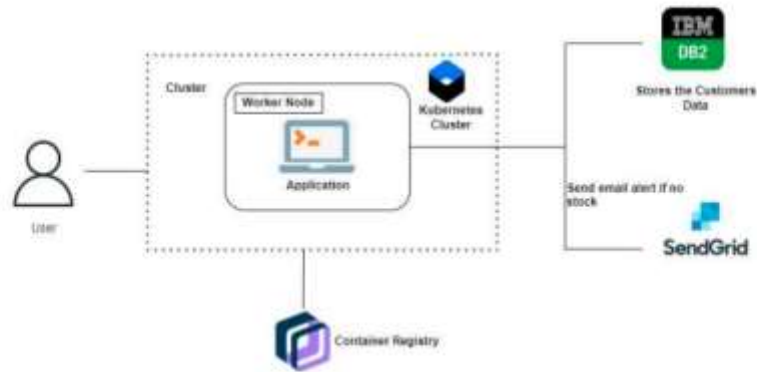 IBM
DB2
Stores the Customers
Data
Cluster
Worker Node
Kubernetes
Cluster
Application
User
Send email alert if no
stock
SendGrid
Container Registry